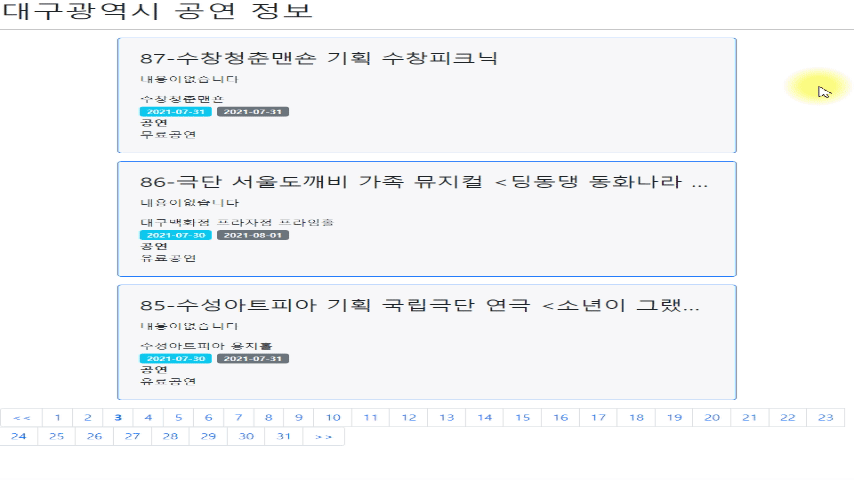 대구광역시 공연 정보
87-수창청춘맨숀 기획 수창피크닉
내용이없습니다
수창청춘맨숀
2021-07-31 2021-07-31
공연
무료공연
86-극단 서울도깨비 가족 뮤지컬 <딩동댕 동화나라 ...
내용이없습니다
대구백화점 프라자점 프라임홀
2021-07-30 2021-08-01
공연
유료공연
85-수성아트피아 기획 국립극단 연극 <소년이 그랬...
내용이없습니다
수성아트피아 용지홀
2021-07-30 2021-07-31
공연
유료공연
<< 1 2 3 4 5 6 7 8 9 10 11 12 13 14 15 16 17 18 19 20 21 22 23
24 25 26 27 28 29 30 31 >>